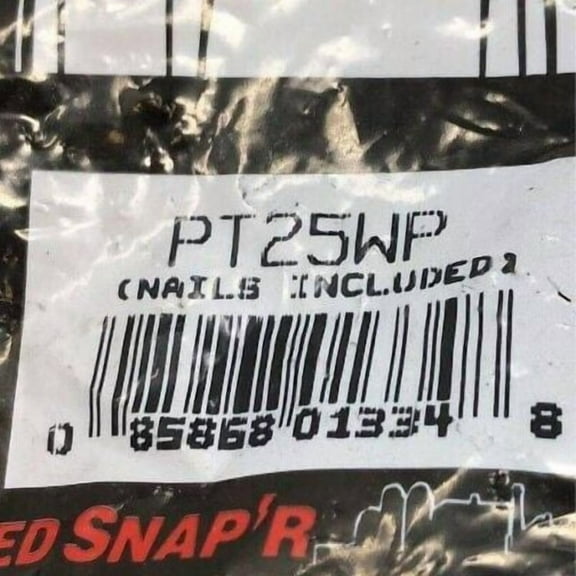 PT25WP
(NAILS INCLUDED)
0 85868 01334 8
ED SNAP'R